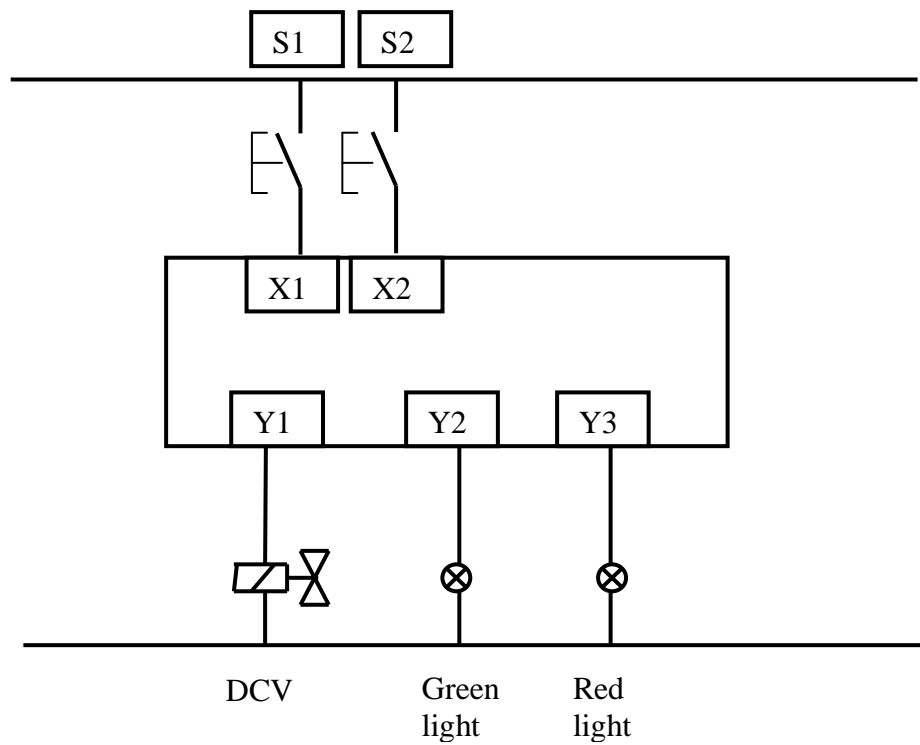 S1 S2
X1 X2
Y1 Y2 Y3
DCV Green Red
light light